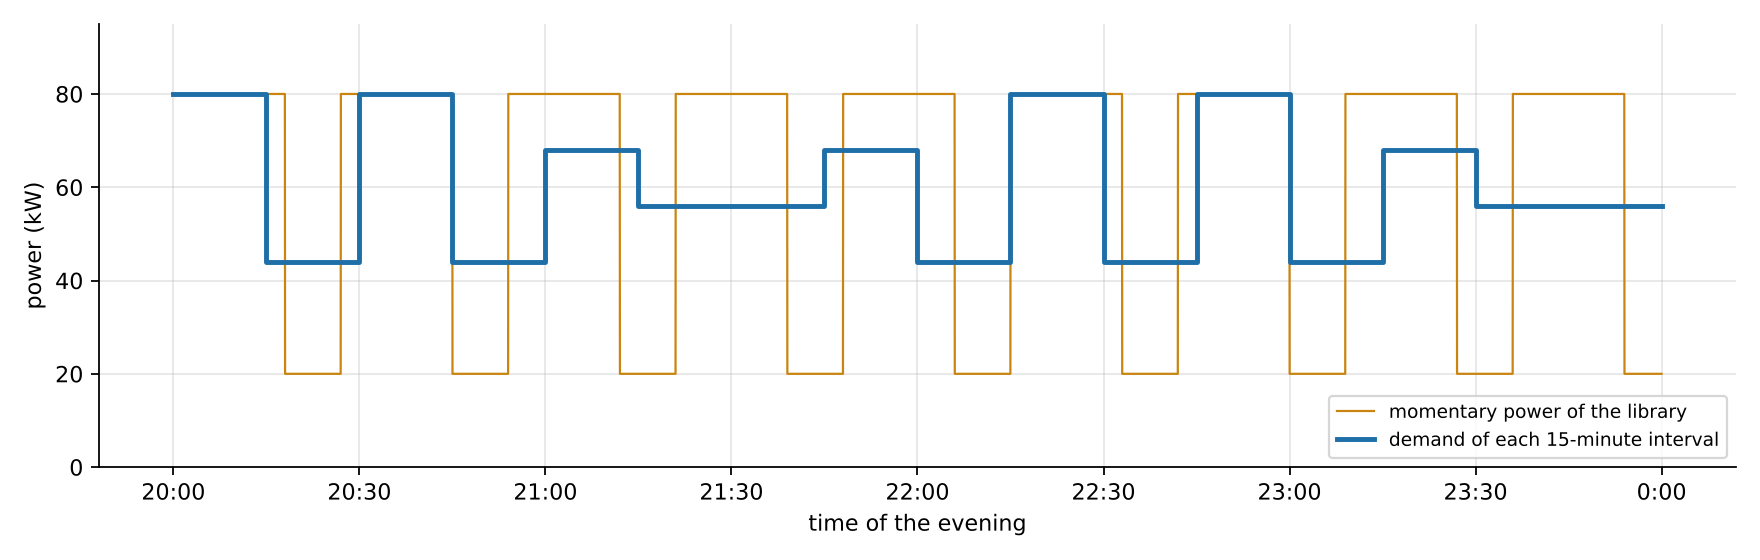 power (kW)
80
60
40
20
0
momentary power of the library
demand of each 15-minute interval
20:00 20:30 21:00 21:30 22:00 22:30 23:00 23:30 0:00
time of the evening